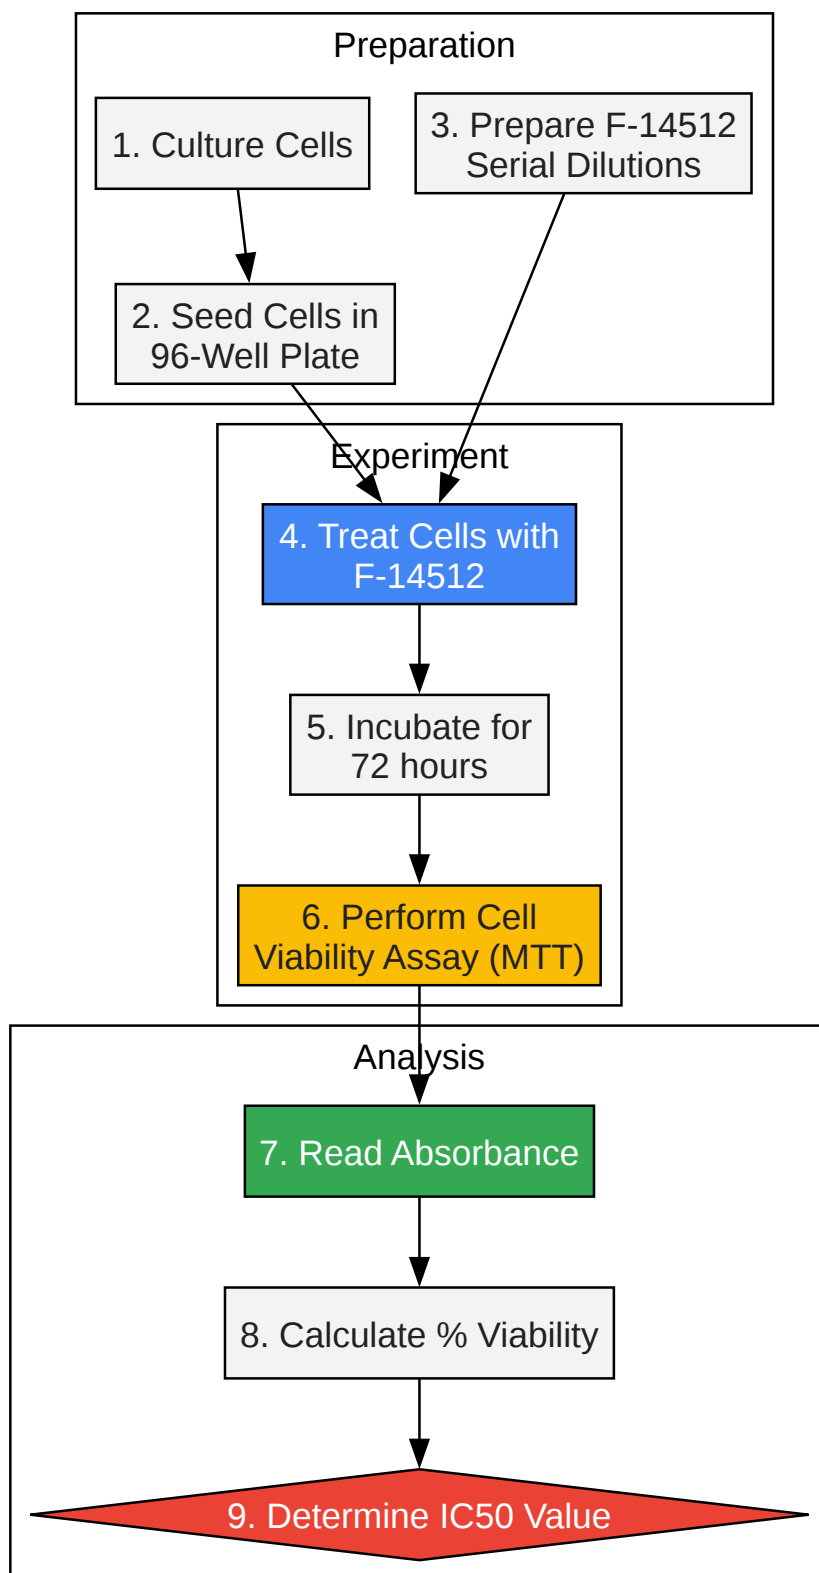 Preparation
1. Culture Cells
3. Prepare F-14512
Serial Dilutions
2. Seed Cells in
96-Well Plate
Experiment
4. Treat Cells with
F-14512
5. Incubate for
72 hours
6. Perform Cell
Viability Assay (MTT)
Analysis
7. Read Absorbance
8. Calculate % Viability
9. Determine IC50 Value